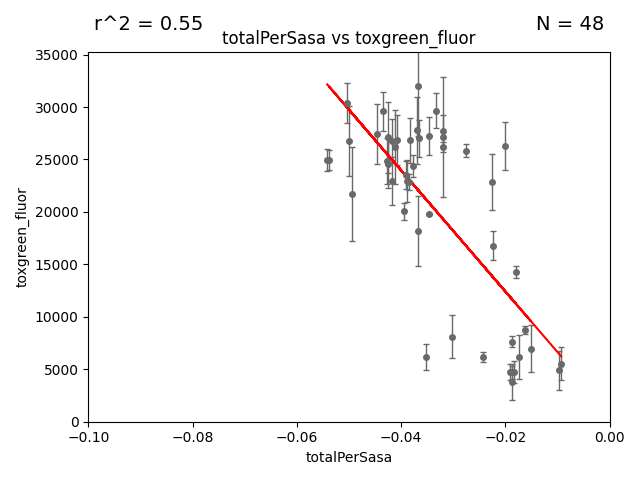 r^2 = 0.55
N = 48
totalPerSasa vs toxgreen_fluor
35000
30000
25000
20000
15000
10000
5000
0
toxgreen_fluor
−0.10
−0.08
−0.06
−0.04
−0.02
0.00
totalPerSasa